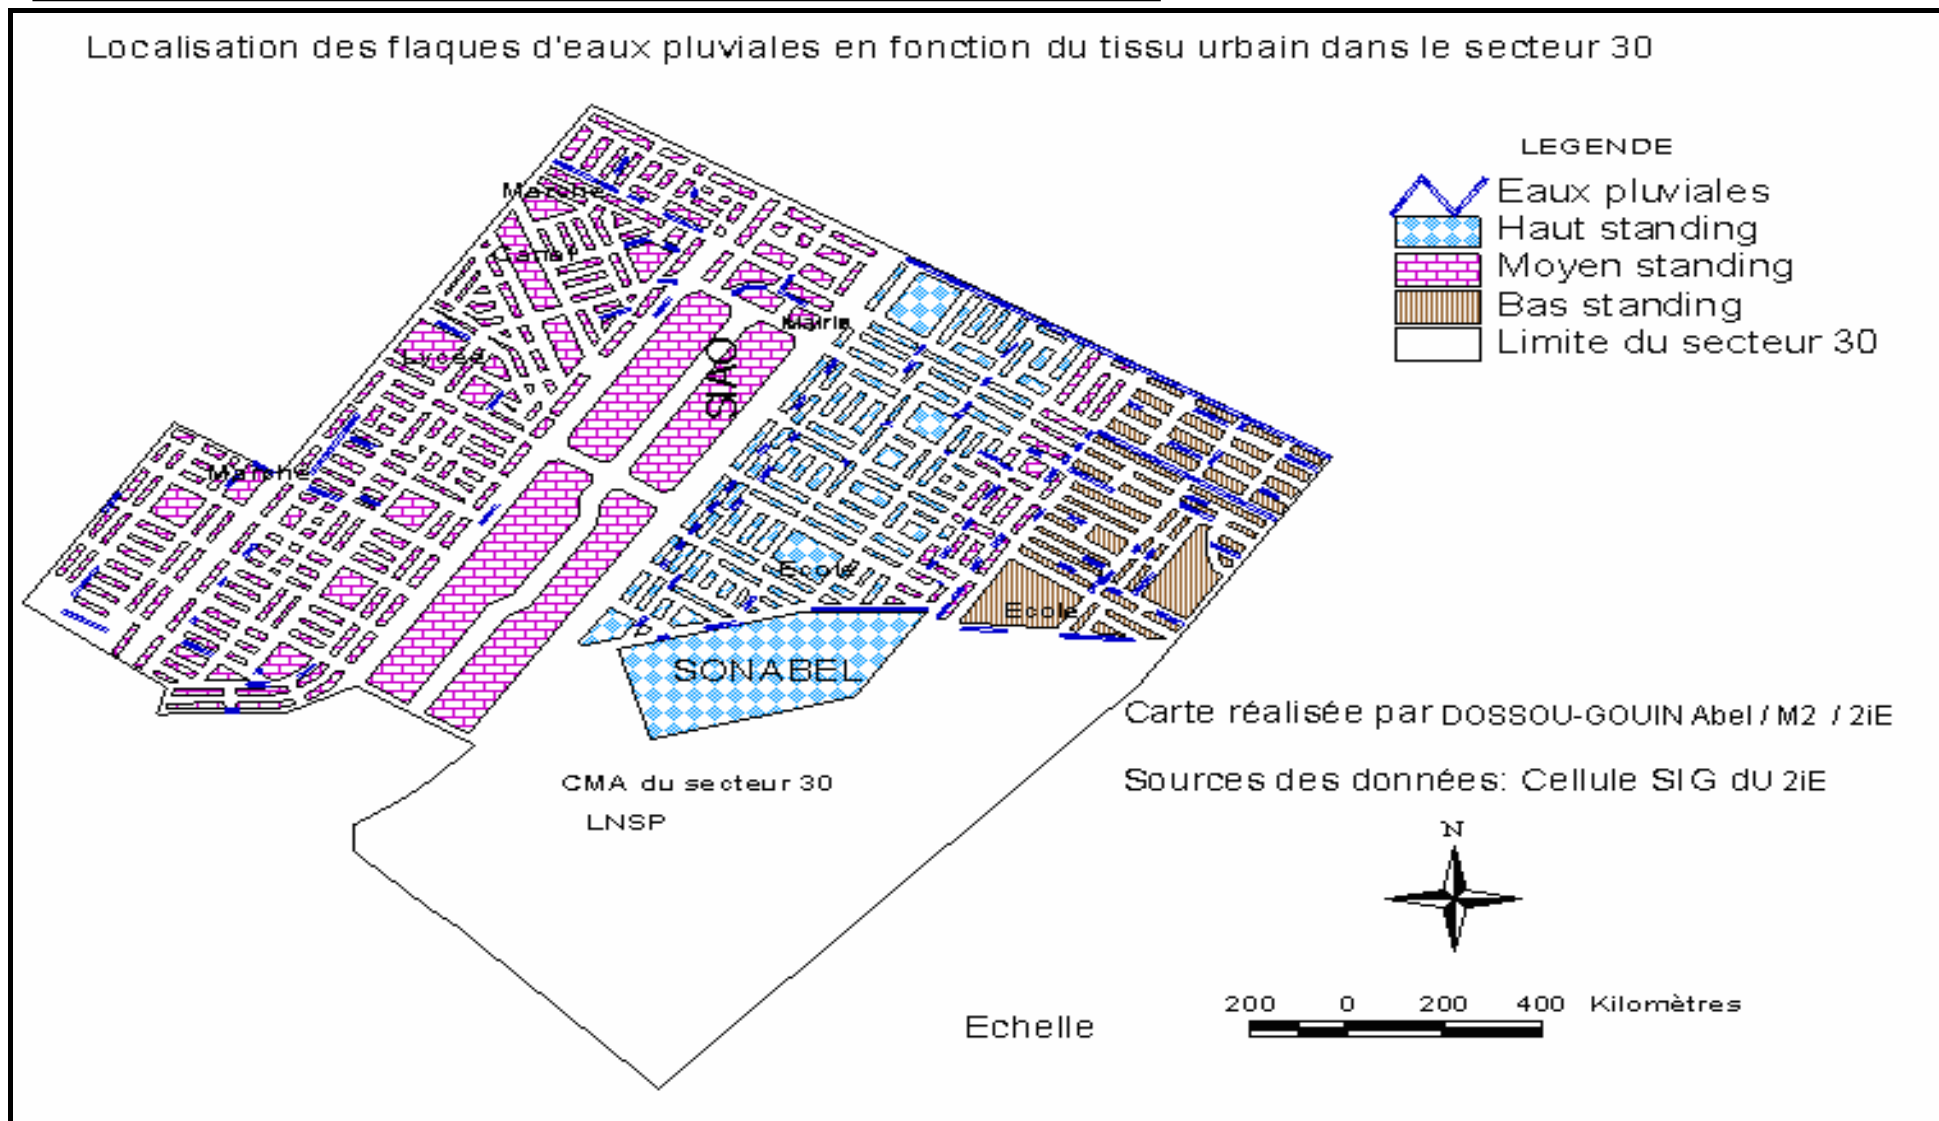 Localisation des flaques d'eaux pluviales en fonction du tissu urbain dans le secteur 30
LEGENDE
Eaux pluviales
Haut standing
Moyen standing
Bas standing
Limite du secteur 30
Marché
Canal
Mairie
Lycée
SIAO
Marché
Ecole
Ecole
SONABEL
CMA du secteur 30
LNSP
Carte réalisée par DOSSOU-GOUIN Abel / M2 / 2iE
Sources des données: Cellule SIG dU 2iE
N
200 0 200 400 Kilomètres
Echelle